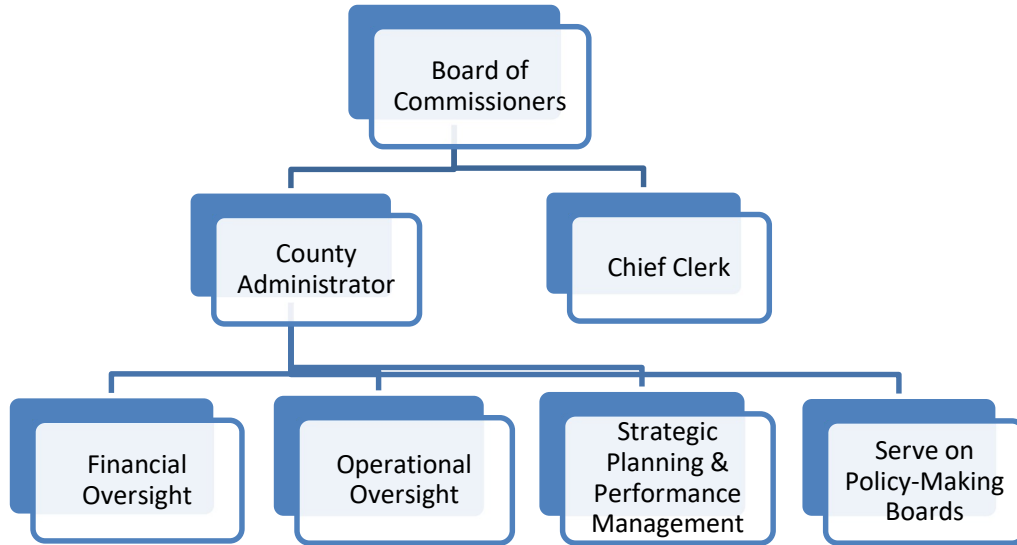 Board of
Commissioners
County
Administrator
Chief Clerk
Financial
Oversight
Operational
Oversight
Strategic
Planning &
Performance
Management
Serve on
Policy-Making
Boards